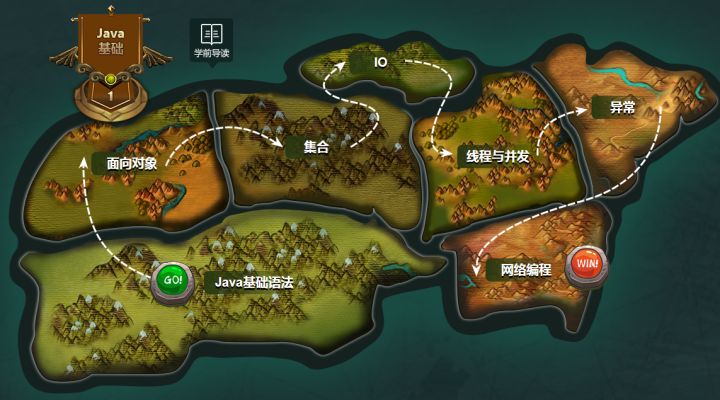 Java
基础
1
学前导读
IO
异常
集合
线程与并发
面向对象
GO!
Java基础语法
网络编程
WIN!